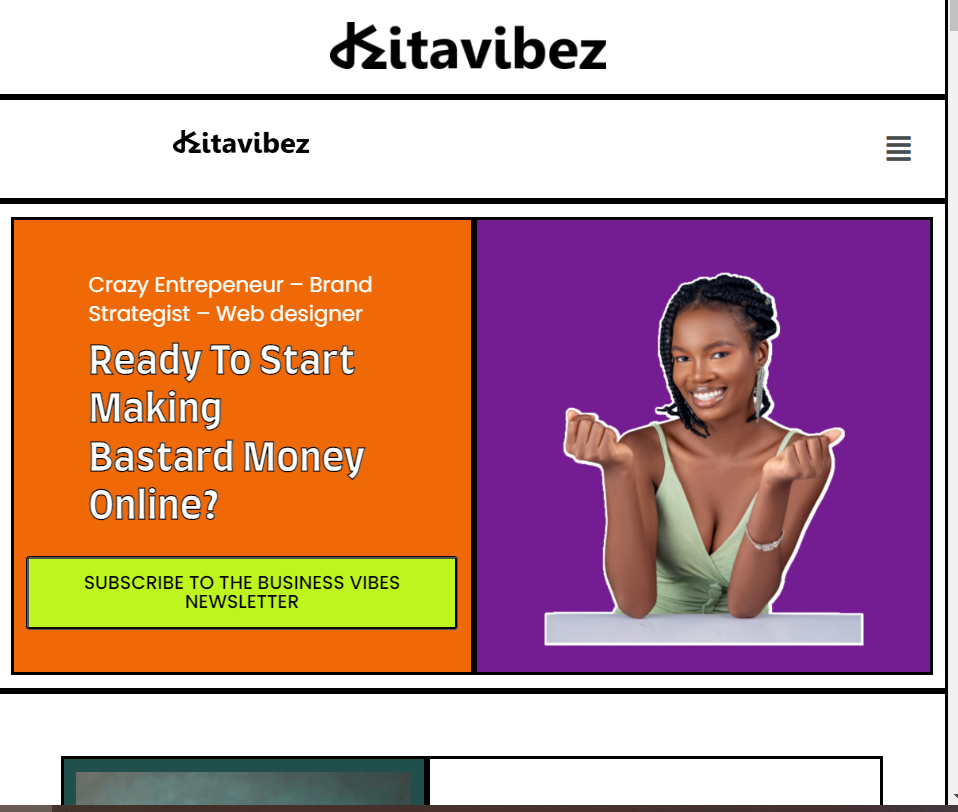 Kitavibez
Kitavibez
Crazy Entrepeneur – Brand
Strategist – Web designer
Ready To Start
Making
Bastard Money
Online?
SUBSCRIBE TO THE BUSINESS VIBES
NEWSLETTER